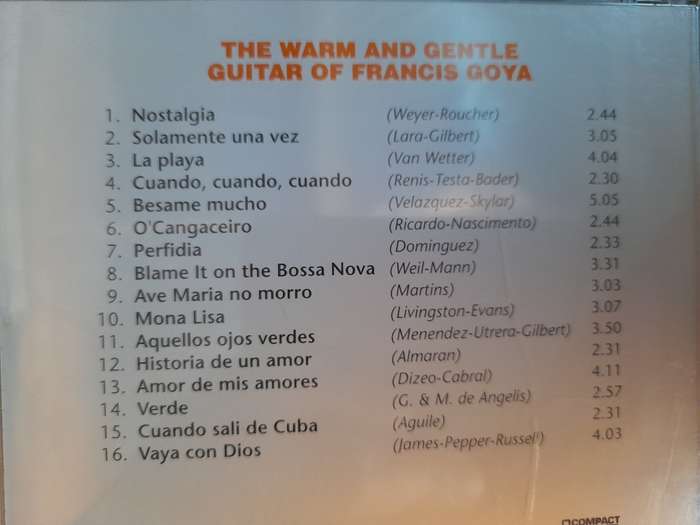 THE WARM AND GENTLE
GUITAR OF FRANCIS GOYA
1. Nostalgia (Weyer-Roucher) 2.44
2. Solamente una vez (Lara-Gilbert) 3.05
3. La playa (Van Wetter) 4.04
4. Cuando, cuando, cuando (Renis-Testa-Bader) 2.30
5. Besame mucho (Velazquez-Skylar) 5.05
6. O'Cangaceiro (Ricardo-Nascimento) 2.44
7. Perfidia (Dominguez) 2.33
8. Blame It on the Bossa Nova (Weil-Mann) 3.31
9. Ave Maria no morro (Martins) 3.03
10. Mona Lisa (Livingston-Evans) 3.07
11. Aquellos ojos verdes (Menendez-Utrera-Gilbert) 3.50
12. Historia de un amor (Almaran) 2.31
13. Amor de mis amores (Dizeo-Cabral) 4.11
14. Verde (G. & M. de Angelis) 2.57
15. Cuando sali de Cuba (Aguile) 2.31
16. Vaya con Dios (James-Pepper-Russel) 4.03
COMPACT